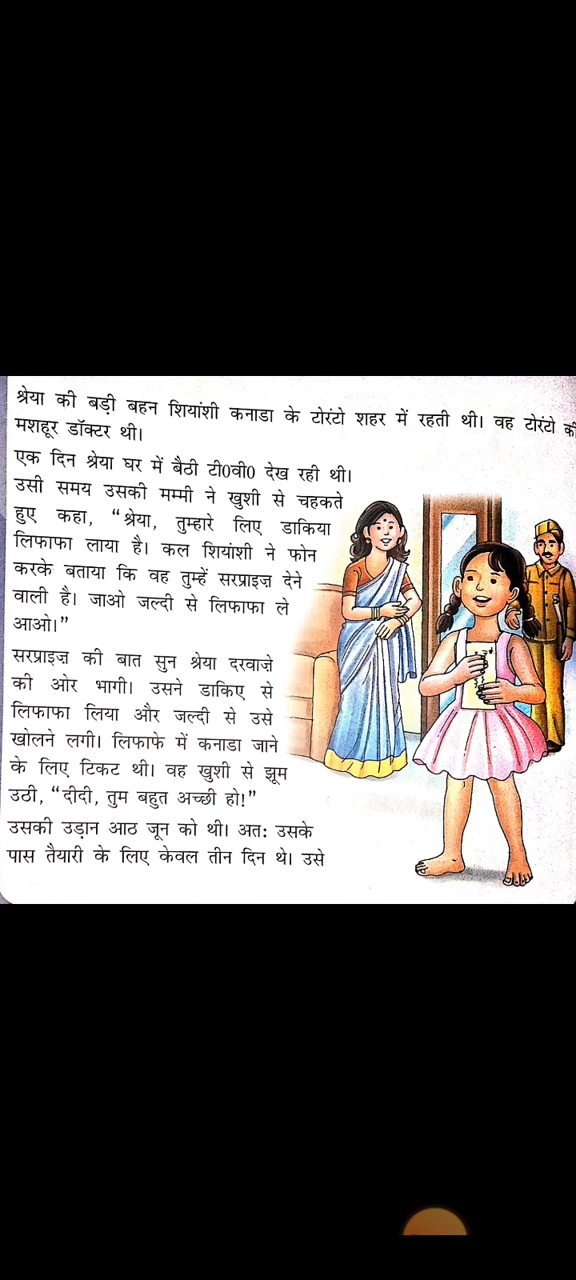 श्रेया की बड़ी बहन शियांशी कनाडा के टोरंटो शहर में रहती थी। वह टोरंटो की
मशहूर डॉक्टर थी।
एक दिन श्रेया घर में बैठी टी0वी0 देख रही थी।
उसी समय उसकी मम्मी ने खुशी से चहकते
हुए कहा, “श्रेया, तुम्हारे लिए डाकिया
लिफाफा लाया है। कल शियांशी ने फोन
करके बताया कि वह तुम्हें सरप्राइज़ देने
वाली है। जाओ जल्दी से लिफाफा ले
आओ।”
सरप्राइज़ की बात सुन श्रेया दरवाज़े
की ओर भागी। उसने डाकिए से
लिफाफा लिया और जल्दी से उसे
खोलने लगी। लिफाफे में कनाडा जाने
के लिए टिकट थी। वह खुशी से झूम
उठी, “दीदी, तुम बहुत अच्छी हो!”
उसकी उड़ान आठ जून को थी। अतः उसके
पास तैयारी के लिए केवल तीन दिन थे। उसे